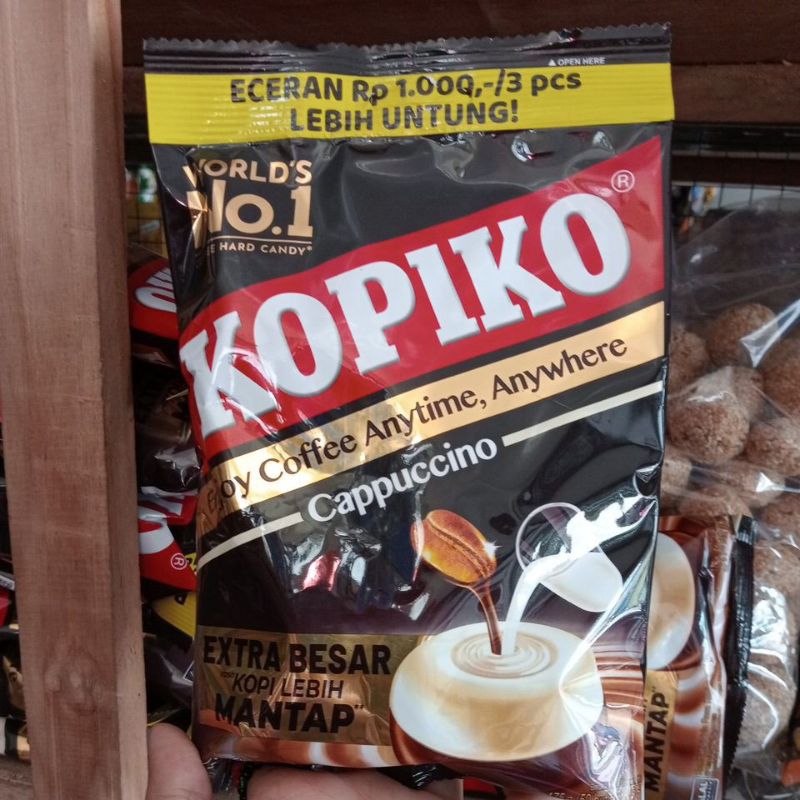 ▲ OPEN HERE
ECERAN Rp 1.000,-/3 pcs
LEBIH UNTUNG!
WORLD'S
No.1
HARD CANDY*
KOPIKO®
Enjoy Coffee Anytime, Anywhere
Cappuccino
EXTRA BESAR
KOPI LEBIH
MANTAP**
MANTAP**